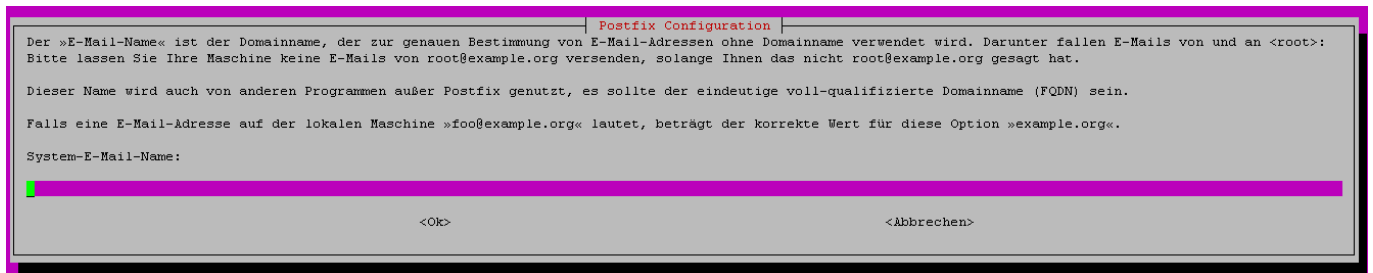 Postfix Configuration
Der »E-Mail-Name« ist der Domainname, der zur genauen Bestimmung von E-Mail-Adressen ohne Domainname verwendet wird. Darunter fallen E-Mails von und an <root>:
Bitte lassen Sie Ihre Maschine keine E-Mails von root@example.org versenden, solange Ihnen das nicht root@example.org gesagt hat.
Dieser Name wird auch von anderen Programmen außer Postfix genutzt, es sollte der eindeutige voll-qualifizierte Domainname (FQDN) sein.
Falls eine E-Mail-Adresse auf der lokalen Maschine »foo@example.org« lautet, beträgt der korrekte Wert für diese Option »example.org«.
System-E-Mail-Name:
<Ok> <Abbrechen>